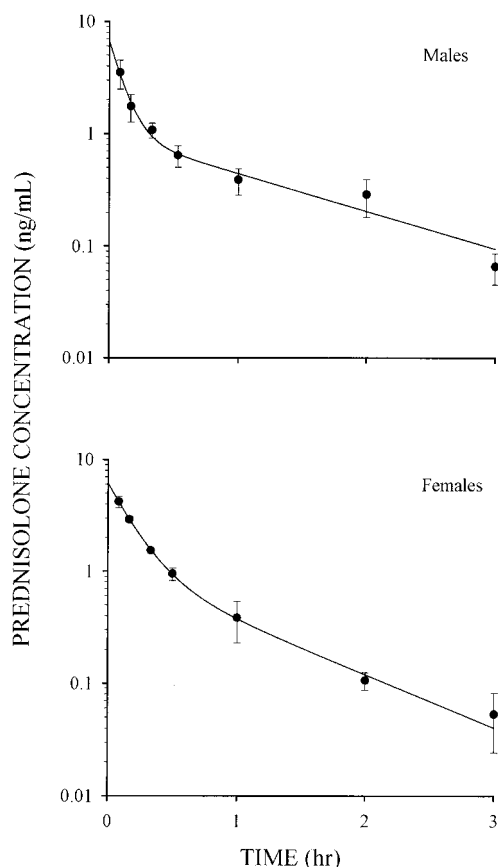 10
Males
1
0.1
0.01
PREDNISOLONE CONCENTRATION (ng/mL)
10
Females
1
0.1
0.01
0 1 2 3
TIME (hr)